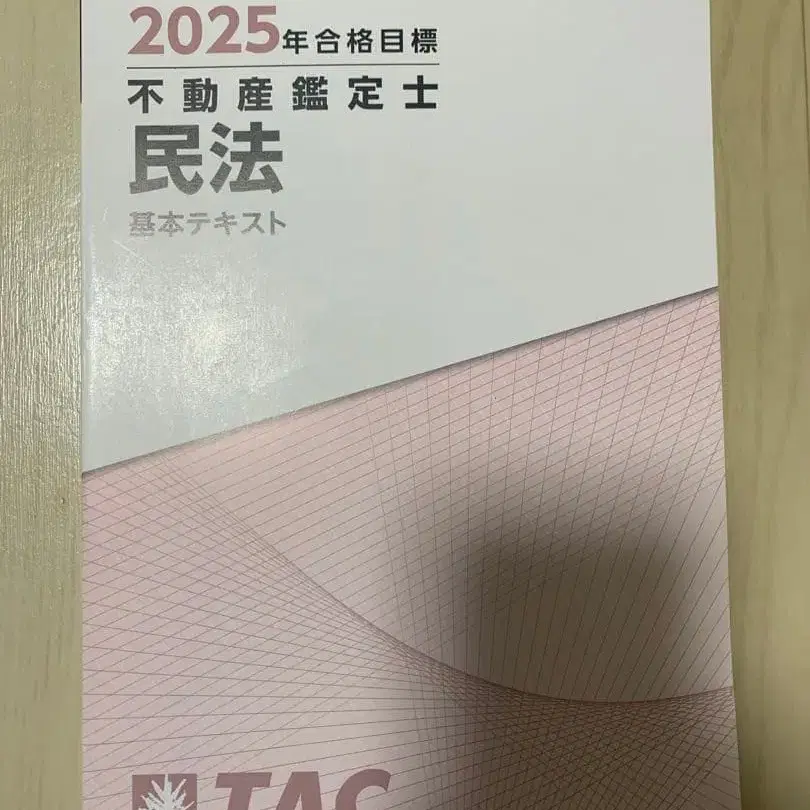 2025年合格目標
不動産鑑定士
民法
基本テキスト
TAC